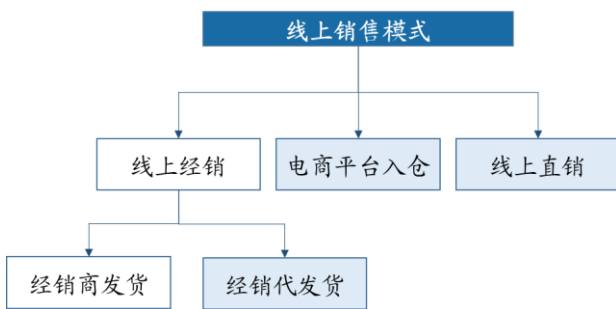 线上销售模式
线上经销
电商平台入仓
线上直销
经销商发货
经销代发货